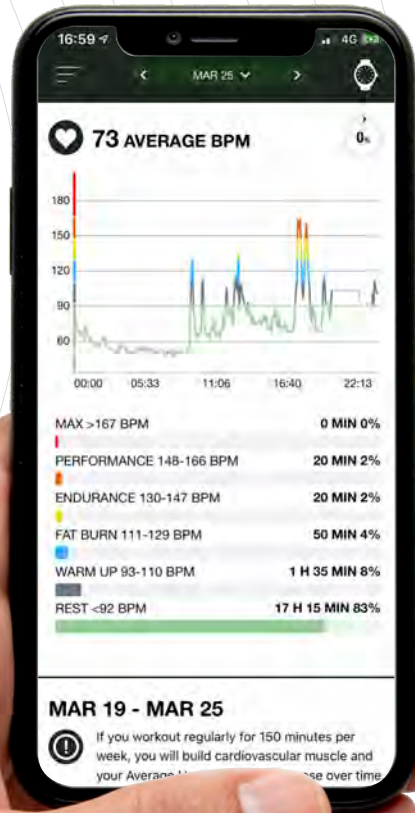 16:59
4G
MAR 25
73 AVERAGE BPM
0%
180
150
120
90
60
00:00 05:33 11:06 16:40 22:13
MAX >167 BPM 0 MIN 0%
PERFORMANCE 148-166 BPM 20 MIN 2%
ENDURANCE 130-147 BPM 20 MIN 2%
FAT BURN 111-129 BPM 50 MIN 4%
WARM UP 93-110 BPM 1 H 35 MIN 8%
REST <92 BPM 17 H 15 MIN 83%
MAR 19 - MAR 25
If you workout regularly for 150 minutes per
week, you will build cardiovascular muscle and
your Average over time